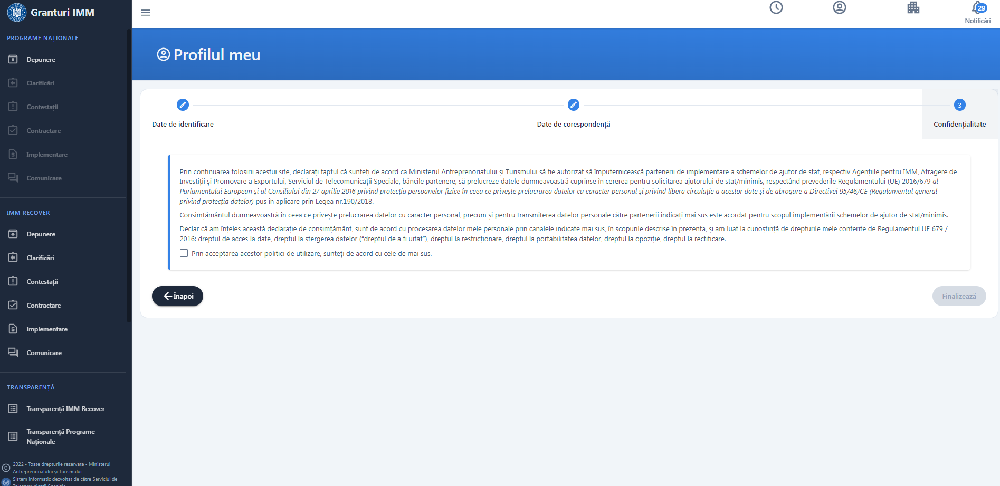 Granturi IMM
29
Notificări
PROGRAME NAȚIONALE
Depunere
Clarificări
Contestații
Contractare
Implementare
Comunicare
IMM RECOVER
Depunere
Clarificări
Contestații
Contractare
Implementare
Comunicare
TRANSPARENȚĂ
Transparență IMM Recover
Transparență Programe
Naționale
2022 - Toate drepturile rezervate - Ministerul
Antreprenoriatului și Turismului
Sistem informatic dezvoltat de către Serviciul de
Telecomunicații Speciale
Profilul meu
Date de identificare
Date de corespondență
3
Confidențialitate
Prin continuarea folosirii acestui site, declarați faptul că sunteți de acord ca Ministerul Antreprenoriatului și Turismului să fie autorizat să împuternicească partenerii de implementare a schemelor de ajutor de stat, respectiv Agențiile pentru IMM, Atragere de
Investiții și Promovare a Exportului, Serviciul de Telecomunicații Speciale, băncile partenere, să prelucreze datele dumneavoastră cuprinse în cererea pentru solicitarea ajutorului de stat/minimis, respectând prevederile Regulamentului (UE) 2016/679 al
Parlamentului European și al Consiliului din 27 aprilie 2016 privind protecția persoanelor fizice în ceea ce privește prelucrarea datelor cu caracter personal și privind libera circulație a acestor date și de abrogare a Directivei 95/46/CE (Regulamentul general
privind protecția datelor) pus în aplicare prin Legea nr.190/2018.
Consimțământul dumneavoastră în ceea ce privește prelucrarea datelor cu caracter personal, precum și pentru transmiterea datelor personale către partenerii indicați mai sus este acordat pentru scopul implementării schemelor de ajutor de stat/minimis.
Declar că am înțeles această declarație de consimțământ, sunt de acord cu procesarea datelor mele personale prin canalele indicate mai sus, în scopurile descrise în prezenta, și am luat la cunoștință de drepturile mele conferite de Regulamentul UE 679 /
2016: dreptul de acces la date, dreptul la ștergerea datelor (“dreptul de a fi uitat”), dreptul la restricționare, dreptul la portabilitatea datelor, dreptul la opoziție, dreptul la rectificare.
Prin acceptarea acestor politici de utilizare, sunteți de acord cu cele de mai sus.
Înapoi
Finalizează